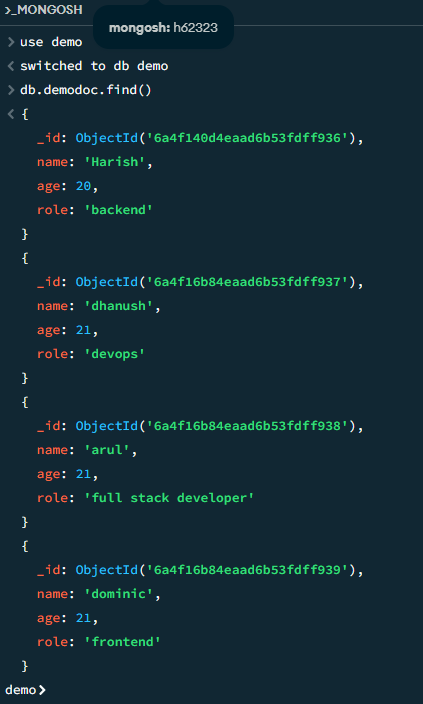 >_MONGOSH
mongosh: h62323
> use demo
< switched to db demo
> db.demodoc.find()
< {
_id: ObjectId('6a4f140d4eaad6b53fdff936'),
name: 'Harish',
age: 20,
role: 'backend'
}
{
_id: ObjectId('6a4f16b84eaad6b53fdff937'),
name: 'dhanush',
age: 21,
role: 'devops'
}
{
_id: ObjectId('6a4f16b84eaad6b53fdff938'),
name: 'arul',
age: 21,
role: 'full stack developer'
}
{
_id: ObjectId('6a4f16b84eaad6b53fdff939'),
name: 'dominic',
age: 21,
role: 'frontend'
}
demo>